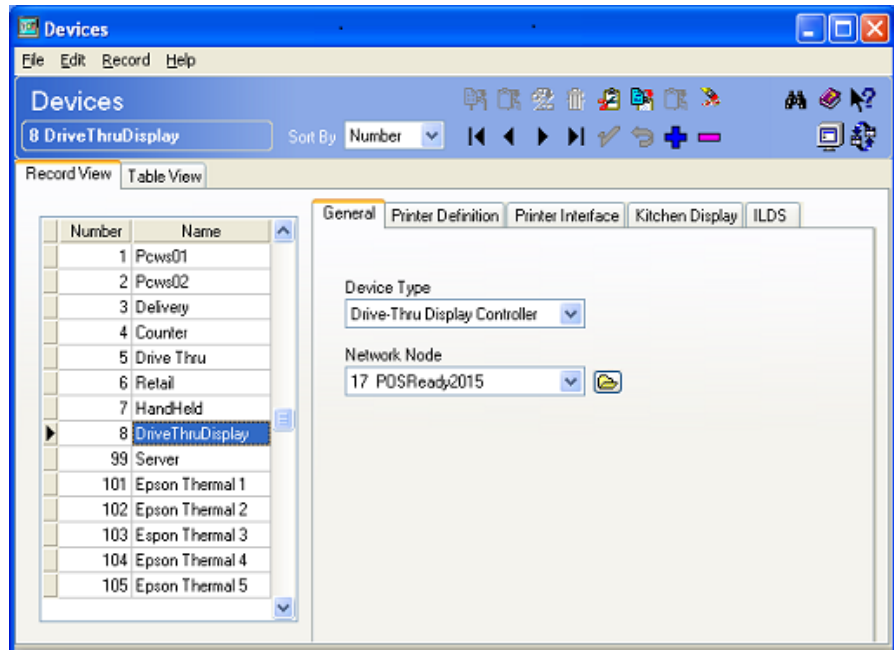 Devices
File Edit Record Help
Devices
8 DriveThruDisplay Sort By Number
Record View Table View
General Printer Definition Printer Interface Kitchen Display ILDS
Number Name
1 Pcws01
2 Pcws02
3 Delivery
4 Counter
5 Drive Thru
6 Retail
7 HandHeld
8 DriveThruDisplay
99 Server
101 Epson Thermal 1
102 Epson Thermal 2
103 Espon Thermal 3
104 Epson Thermal 4
105 Epson Thermal 5
Device Type
Drive-Thru Display Controller
Network Node
17 POSReady2015